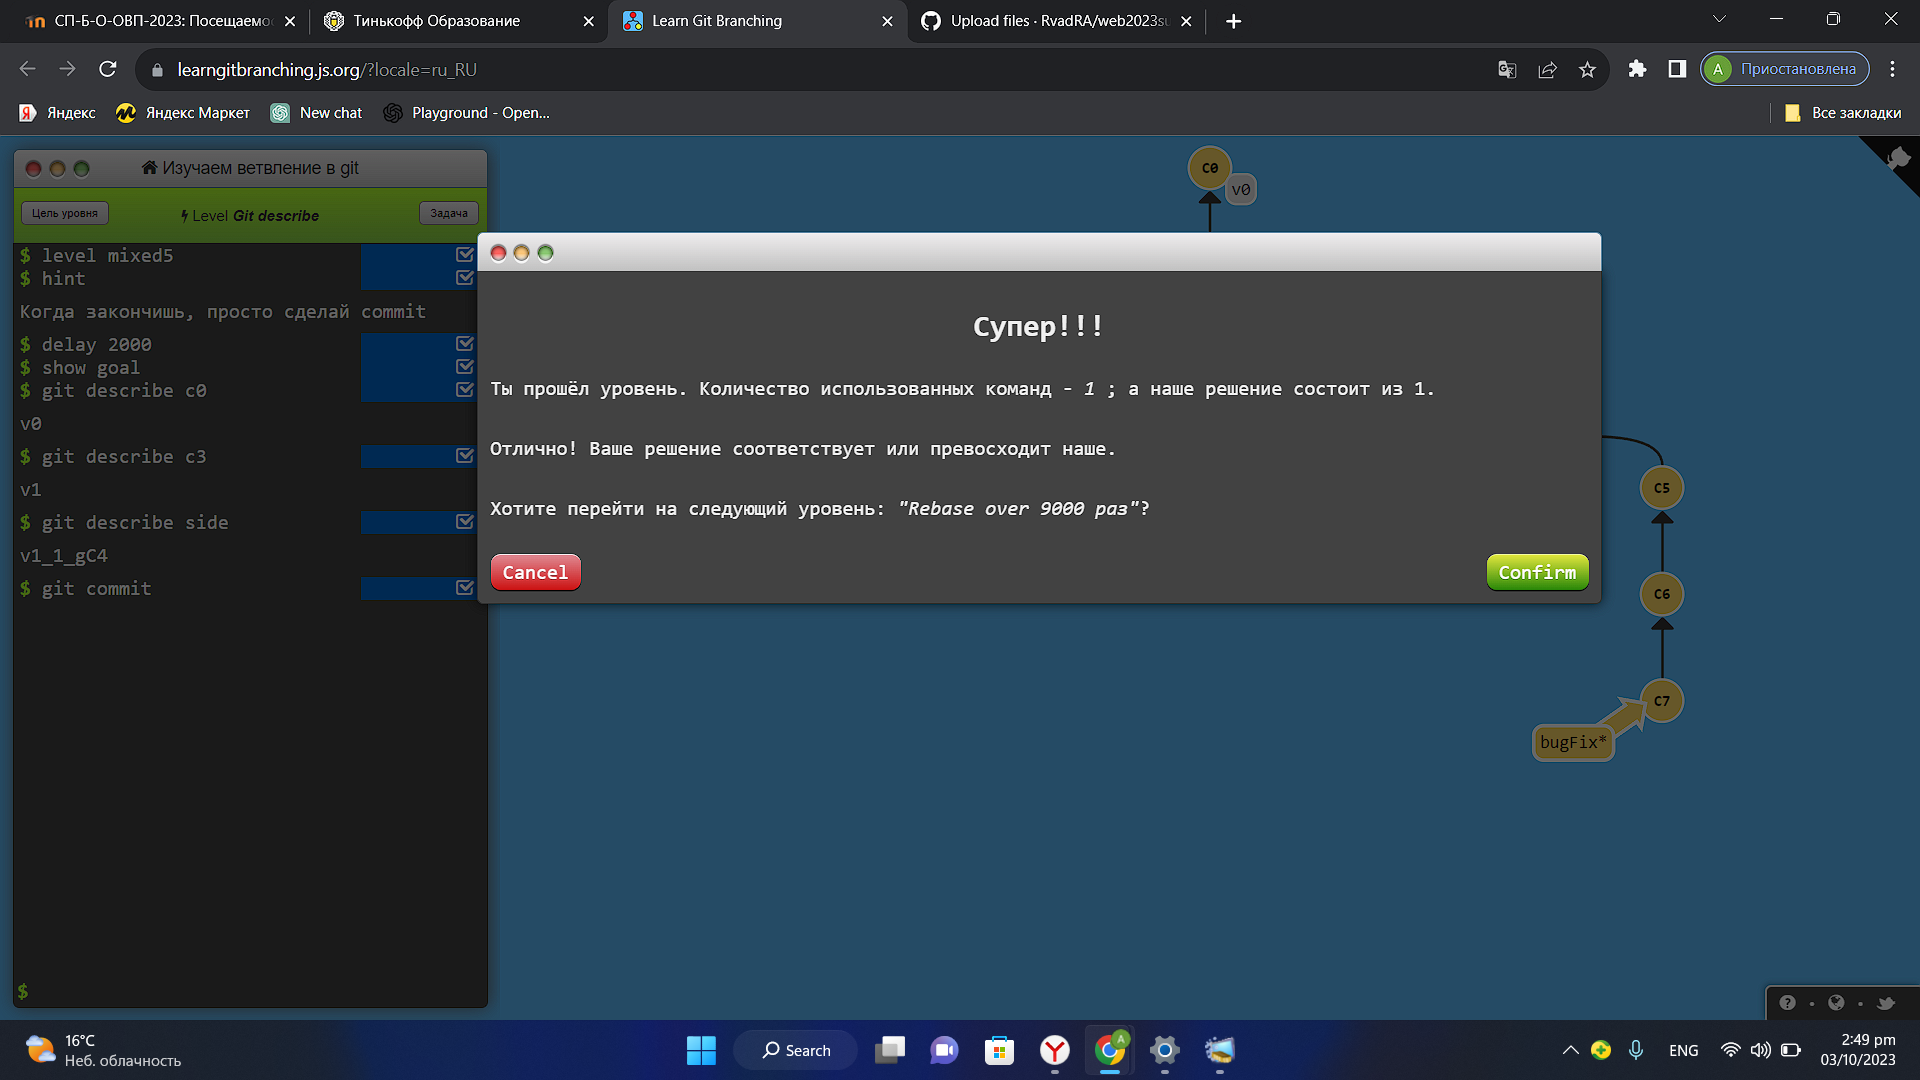 СП-Б-О-ОВП-2023: Посещаемо
Тинькофф Образование
Learn Git Branching
Upload files · RvadRA/web2023su
learngitbranching.js.org/?locale=ru_RU
A Приостановлена
Яндекс
Яндекс Маркет
New chat
Playground - Open...
Все закладки
Изучаем ветвление в git
Цель уровня
Level Git describe
Задача
$ level mixed5
$ hint
Когда закончишь, просто сделай commit
$ delay 2000
$ show goal
$ git describe c0
v0
$ git describe c3
v1
$ git describe side
v1_1_gC4
$ git commit
$
C0
v0
Супер!!!
Ты прошёл уровень. Количество использованных команд - 1 ; а наше решение состоит из 1.
Отлично! Ваше решение соответствует или превосходит наше.
Хотите перейти на следующий уровень: "Rebase over 9000 раз"?
Cancel
Confirm
C5
C6
C7
bugFix*
16°C
Неб. облачность
Search
ENG
2:49 pm
03/10/2023